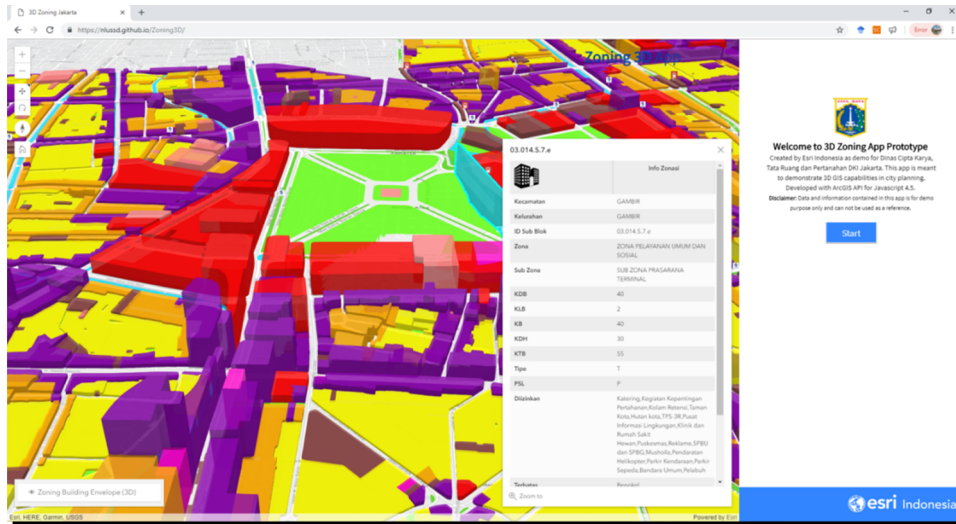 3D Zoning Jakarta
https://nlussd.github.io/Zoning3D/
Error
Zoning 3D App
03.014.5.7.e
Info Zonasi
Kecamatan GAMBIR
Kelurahan GAMBIR
ID Sub Blok 03.014.5.7.e
Zona ZONA PELAYANAN UMUM DAN
SOSIAL
Sub Zona SUB ZONA PRASARANA
TERMINAL
KDB 40
KLB 2
KB 40
KDH 30
KTB 55
Tipe T
PSL P
Diizinkan Katering,Kegiatan Kepentingan
Pertahanan,Kolam Retensi,Taman
Kota,Hutan kota,TPS 3R,Pusat
Informasi Lingkungan,Klinik dan
Rumah Sakit
Hewan,Puskesmas,Reklame,SPBU
dan SPBG,Musholla,Pendaratan
Helikopter,Parkir Kendaraan,Parkir
Sepeda,Bandara Umum,Pelabuh
Terbatas Bengkel
Zoom to
Zoning Building Envelope (3D)
Esri, HERE, Garmin, USGS
Powered by Esri
Welcome to 3D Zoning App Prototype
Created by Esri Indonesia as demo for Dinas Cipta Karya,
Tata Ruang dan Pertanahan DKI Jakarta. This app is meant
to demonstrate 3D GIS capabilities in city planning.
Developed with ArcGIS API for Javascript 4.5.
Disclaimer: Data and information contained in this app is for demo
purpose only and can not be used as a reference.
Start
esri Indonesia